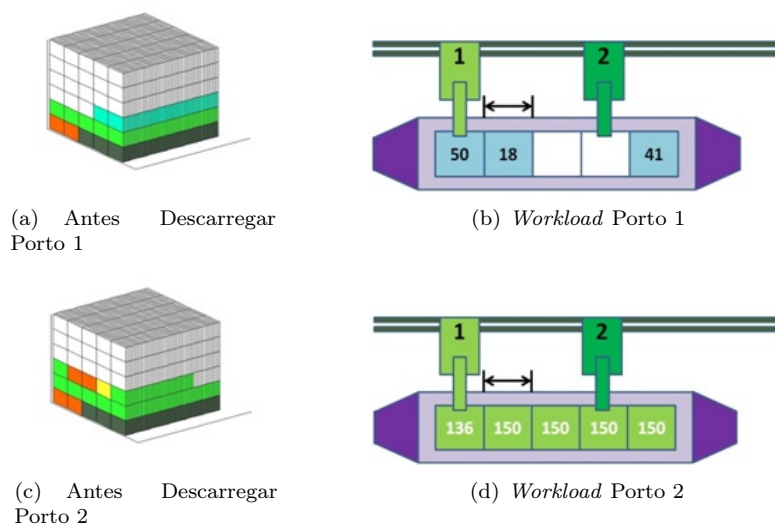 1
2
50
18
41
(a) Antes Descarregar
Porto 1
(b) Workload Porto 1
1
2
136
150
150
150
150
(c) Antes Descarregar
Porto 2
(d) Workload Porto 2